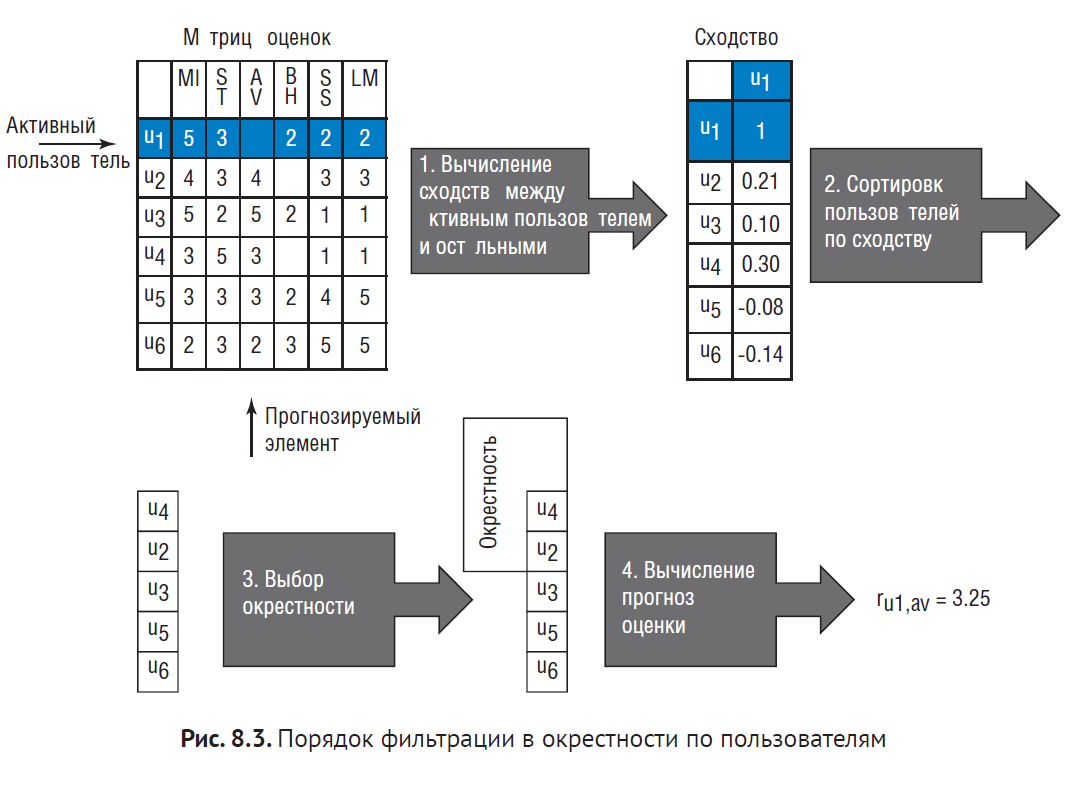 М триц оценок
MI S T A V B H S S LM
Активный
пользов тель
u1 5 3 2 2 2
u2 4 3 4 3 3
u3 5 2 5 2 1 1
u4 3 5 3 1 1
u5 3 3 3 2 4 5
u6 2 3 2 3 5 5
Прогнозируемый
элемент
1. Вычисление
сходств между
ктивным пользов телем
и ост льными
Сходство
u1
u1 1
u2 0.21
u3 0.10
u4 0.30
u5 -0.08
u6 -0.14
2. Сортировк
пользов телей
по сходству
u4
u2
u3
u5
u6
3. Выбор
окрестности
Окрестность
u4
u2
u3
u5
u6
4. Вычисление
прогноз
оценки
ru1,av = 3.25
Рис. 8.3. Порядок фильтрации в окрестности по пользователям